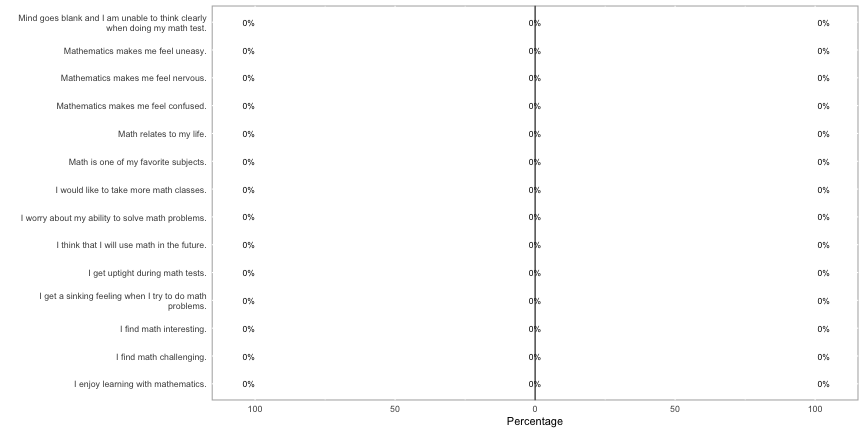 Mind goes blank and I am unable to think clearly
when doing my math test.
0% 0% 0%
Mathematics makes me feel uneasy.
0% 0% 0%
Mathematics makes me feel nervous.
0% 0% 0%
Mathematics makes me feel confused.
0% 0% 0%
Math relates to my life.
0% 0% 0%
Math is one of my favorite subjects.
0% 0% 0%
I would like to take more math classes.
0% 0% 0%
I worry about my ability to solve math problems.
0% 0% 0%
I think that I will use math in the future.
0% 0% 0%
I get uptight during math tests.
0% 0% 0%
I get a sinking feeling when I try to do math
problems.
0% 0% 0%
I find math interesting.
0% 0% 0%
I find math challenging.
0% 0% 0%
I enjoy learning with mathematics.
0% 0% 0%
100 50 0 50 100
Percentage